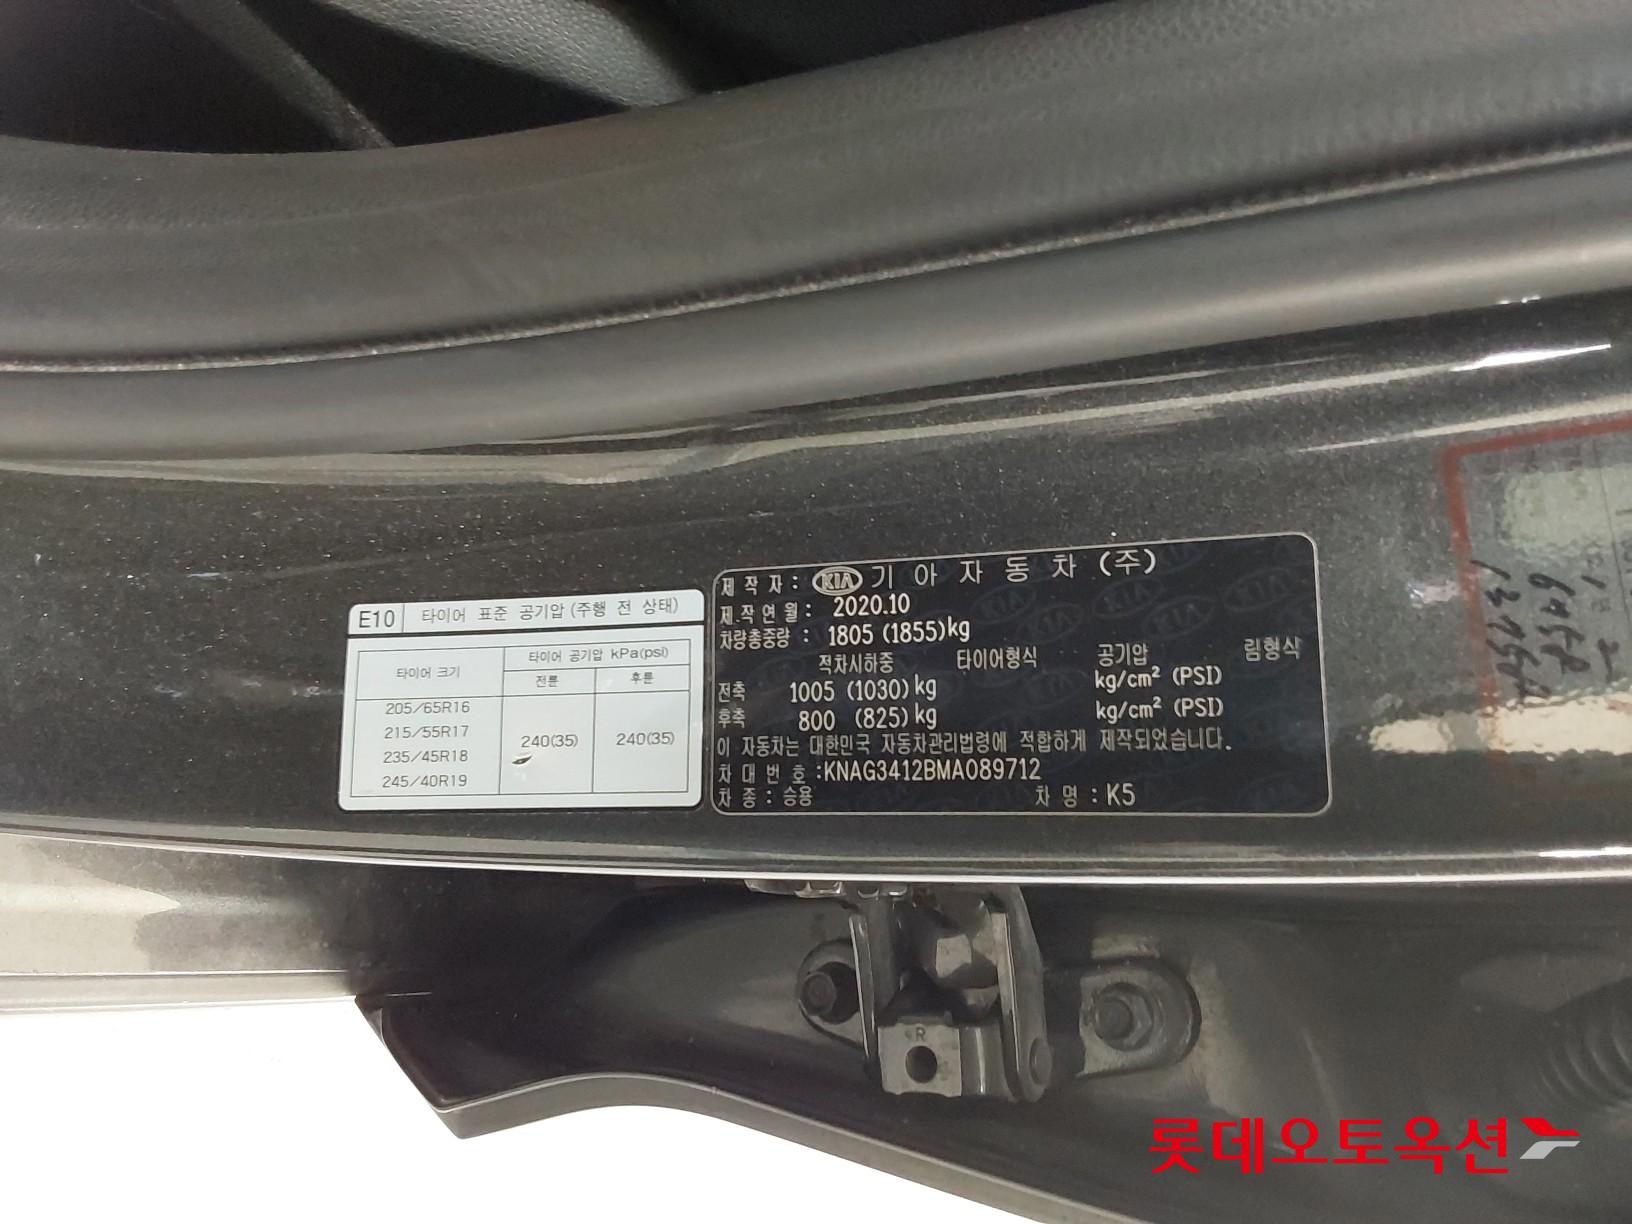 E10 타이어 표준 공기압 (주행 전 상태)
타이어 크기
타이어 공기압 kPa(psi)
전륜 후륜
205/65R16
215/55R17
235/45R18
245/40R19
240(35) 240(35)
제 작 자 : KIA 기 아 자 동 차 (주)
제.작 연 월 : 2020.10
차량총중량 : 1805 (1855)kg
적차시하중 타이어형식 공기압 림형식
전축 1005 (1030) kg kg/cm² (PSI)
후축 800 (825) kg kg/cm² (PSI)
이 자동차는 대한민국 자동차관리법령에 적합하게 제작되었습니다.
차 대 번 호 :KNAG3412BMA089712
차 종 : 승용 차 명 : K5
R
롯데오토옥션